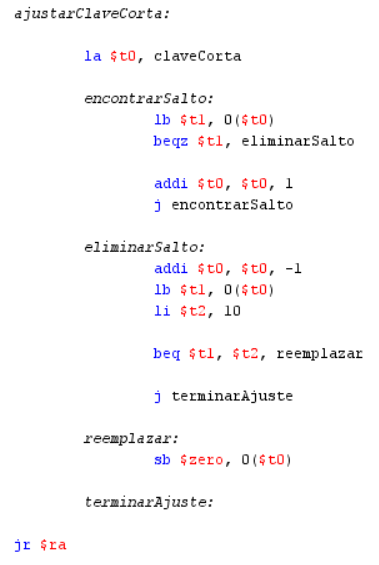 ajustarClaveCorta:
la $t0, claveCorta
encontrarSalto:
lb $t1, 0($t0)
beqz $t1, eliminarSalto
addi $t0, $t0, 1
j encontrarSalto
eliminarSalto:
addi $t0, $t0, -1
lb $t1, 0($t0)
li $t2, 10
beq $t1, $t2, reemplazar
j terminarAjuste
reemplazar:
sb $zero, 0($t0)
terminarAjuste:
jr $ra